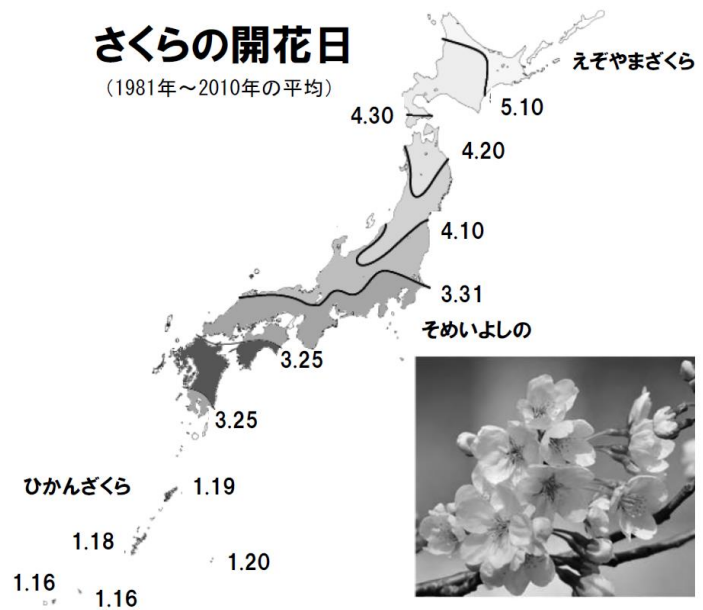 さくらの開花日
(1981年～2010年の平均)
えぞやまざくら
5.10
4.30
4.20
4.10
3.31
そめいよしの
3.25
3.25
ひかんざくら
1.19
1.18
1.20
1.16
1.16